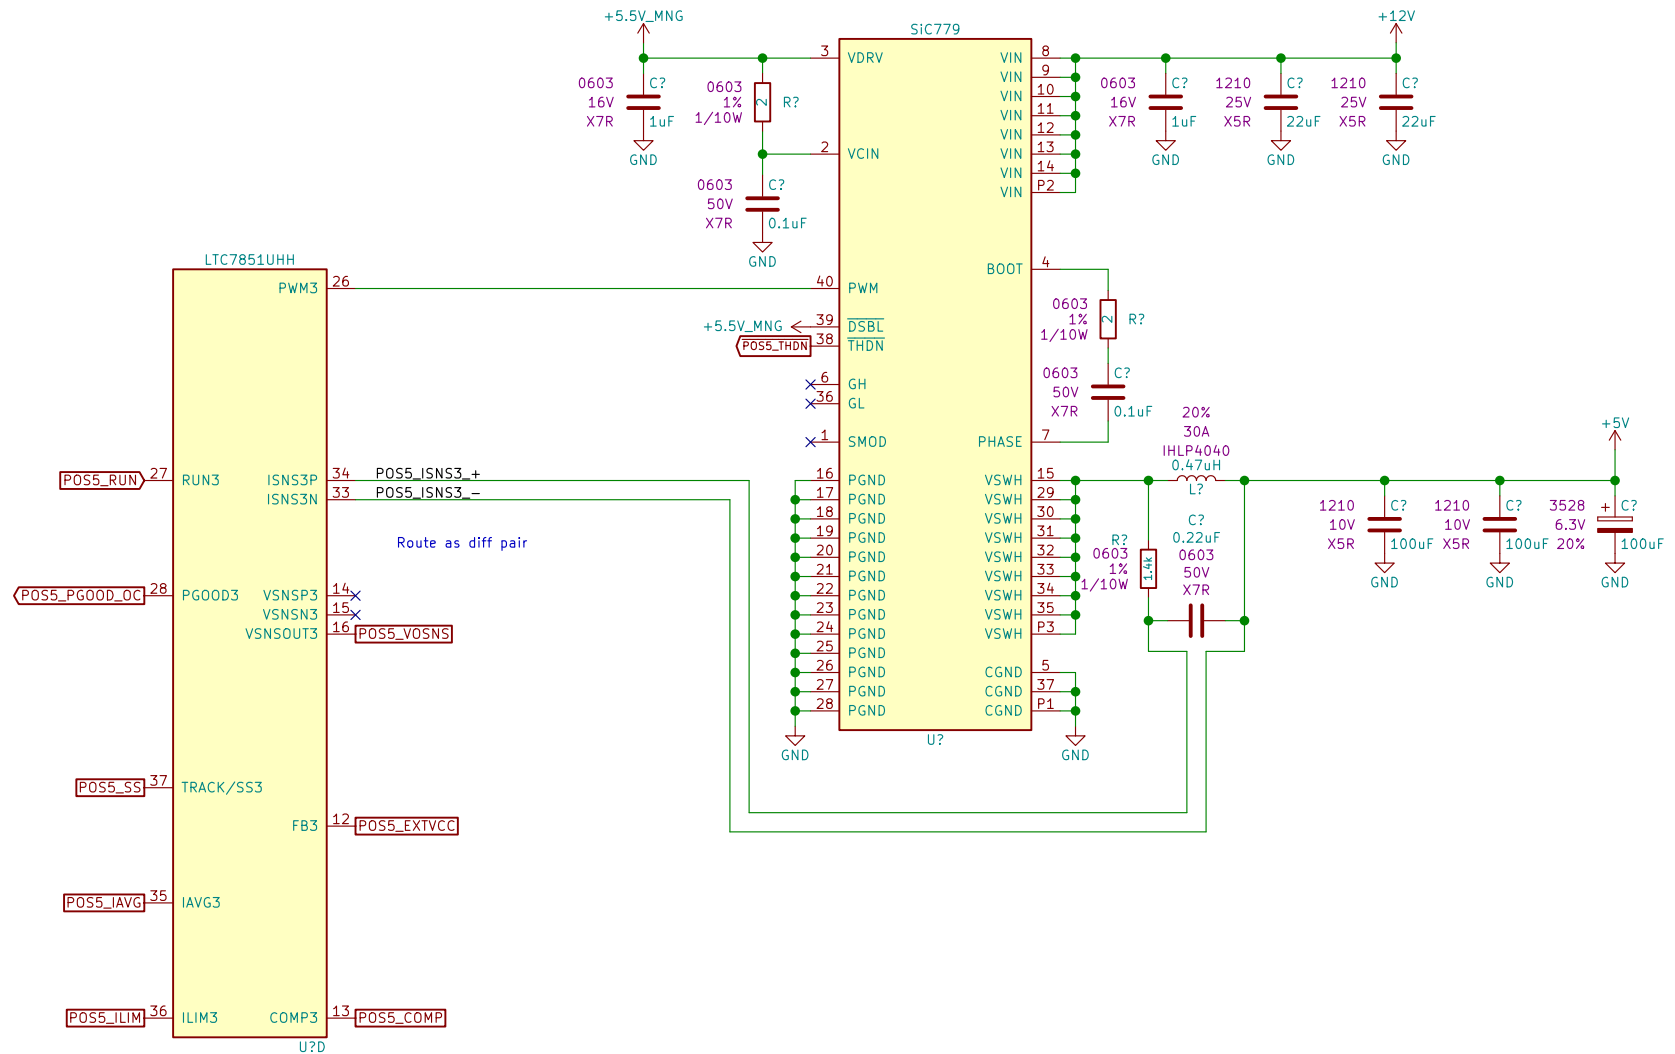 +5.5V_MNG
0603
16V
X7R
C?
1uF
GND
0603
1%
1/10W
2
R?
0603
50V
X7R
C?
0.1uF
GND
SiC779
3 VDRV
2 VCIN
40 PWM
39 DSBL
38 THDN
6 GH
36 GL
1 SMOD
16 PGND
17 PGND
18 PGND
19 PGND
20 PGND
21 PGND
22 PGND
23 PGND
24 PGND
25 PGND
26 PGND
27 PGND
28 PGND
GND
VIN 8
VIN 9
VIN 10
VIN 11
VIN 12
VIN 13
VIN 14
VIN P2
BOOT 4
PHASE 7
VSWH 15
VSWH 29
VSWH 30
VSWH 31
VSWH 32
VSWH 33
VSWH 34
VSWH 35
VSWH P3
CGND 5
CGND 37
CGND P1
GND
U?
+5.5V_MNG
POS5_THDN
+12V
0603
16V
X7R
C?
1uF
GND
1210
25V
X5R
C?
22uF
GND
1210
25V
X5R
C?
22uF
GND
0603
1%
1/10W
2
R?
0603
50V
X7R
C?
0.1uF
20%
30A
IHLP4040
0.47uH
L?
R?
0603
1%
1/10W
1.4k
C?
0.22uF
0603
50V
X7R
+5V
1210
10V
X5R
C?
100uF
GND
1210
10V
X5R
C?
100uF
GND
3528
6.3V
20%
+
C?
100uF
GND
LTC7851UHH
PWM3 26
POS5_RUN 27 RUN3
ISNS3P 34 POS5_ISNS3_+
ISNS3N 33 POS5_ISNS3_-
Route as diff pair
POS5_PGOOD_OC 28 PGOOD3
VSNSP3 14
VSNSN3 15
VSNSOUT3 16 POS5_VOSNS
POS5_SS 37 TRACK/SS3
FB3 12 POS5_EXTVCC
POS5_IAVG 35 IAVG3
POS5_ILIM 36 ILIM3
COMP3 13 POS5_COMP
U?D